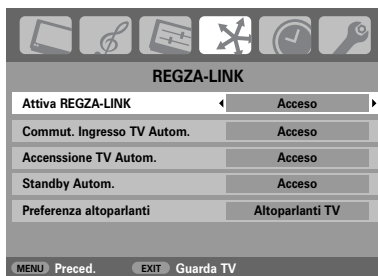 REGZA-LINK
Attiva REGZA-LINK Acceso
Commut. Ingresso TV Autom. Acceso
Accenssione TV Autom. Acceso
Standby Autom. Acceso
Preferenza altoparlanti Altoparlanti TV
MENU Preced. EXIT Guarda TV